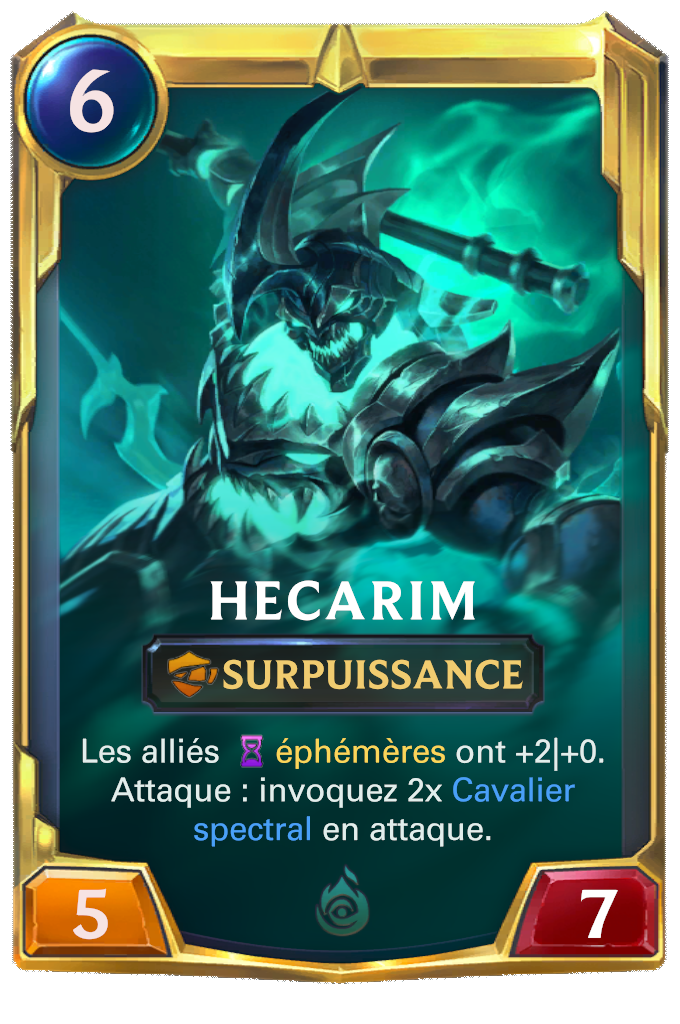 6
HECARIM
SURPUISSANCE
Les alliés éphémères ont +2|+0.
Attaque : invoquez 2x Cavalier
spectral en attaque.
5
7